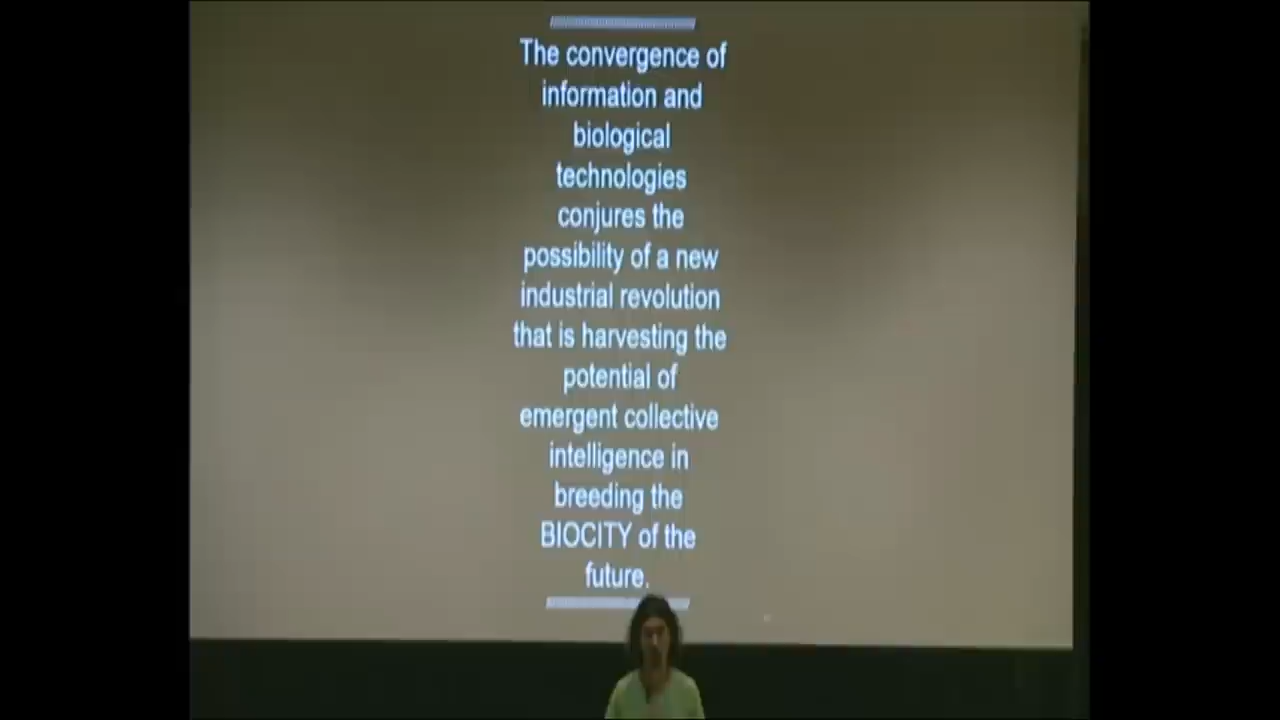 The convergence of
information and
biological
technologies
conjures the
possibility of a new
industrial revolution
that is harvesting the
potential of
emergent collective
intelligence in
breeding the
BIOCITY of the
future.